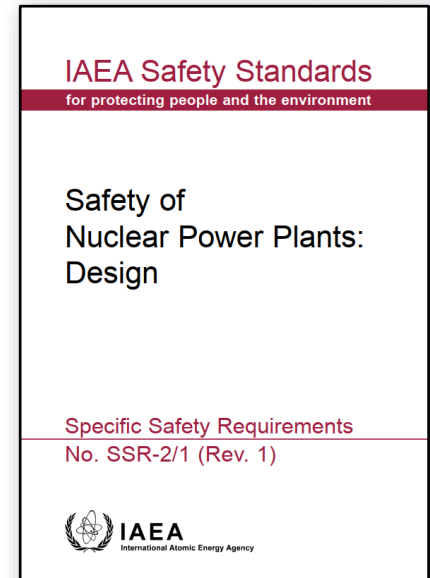 IAEA Safety Standards
for protecting people and the environment
Safety of
Nuclear Power Plants:
Design
Specific Safety Requirements
No. SSR-2/1 (Rev. 1)
IAEA
International Atomic Energy Agency